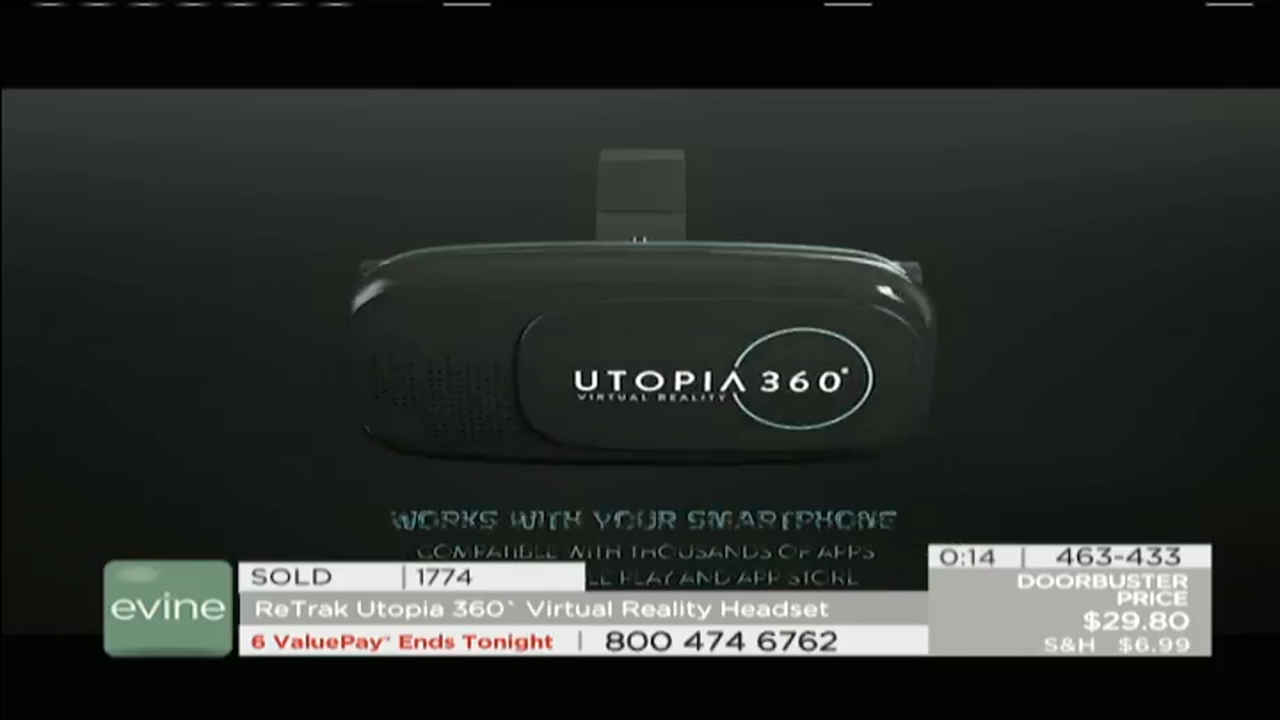 UTOPIA 360°
VIRTUAL REALITY
WORKS WITH YOUR SMARTPHONE
COMPATIBLE WITH THOUSANDS OF APPS
LE PLAY AND APP STORE
0:14 | 463-433
SOLD | 1774
DOORBUSTER
PRICE
evine
ReTrak Utopia 360° Virtual Reality Headset
$29.80
6 ValuePay® Ends Tonight | 800 474 6762
S&H $6.99